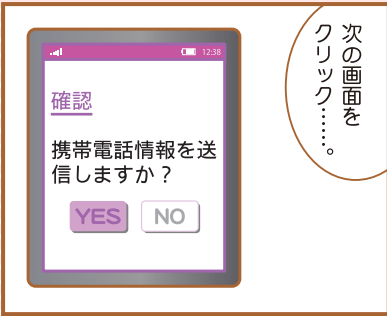 次の画面を
クリック……。
12:38
確認
携帯電話情報を送
信しますか？
YES NO